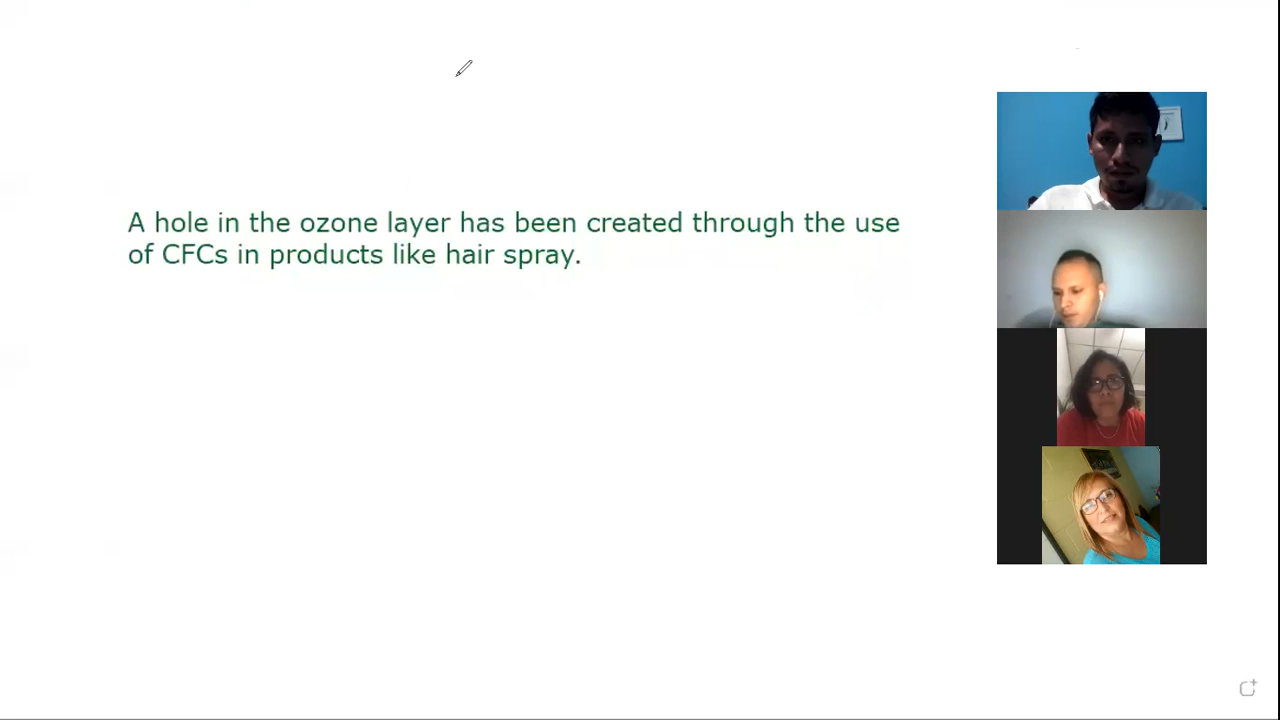 A hole in the ozone layer has been created through the use
of CFCs in products like hair spray.